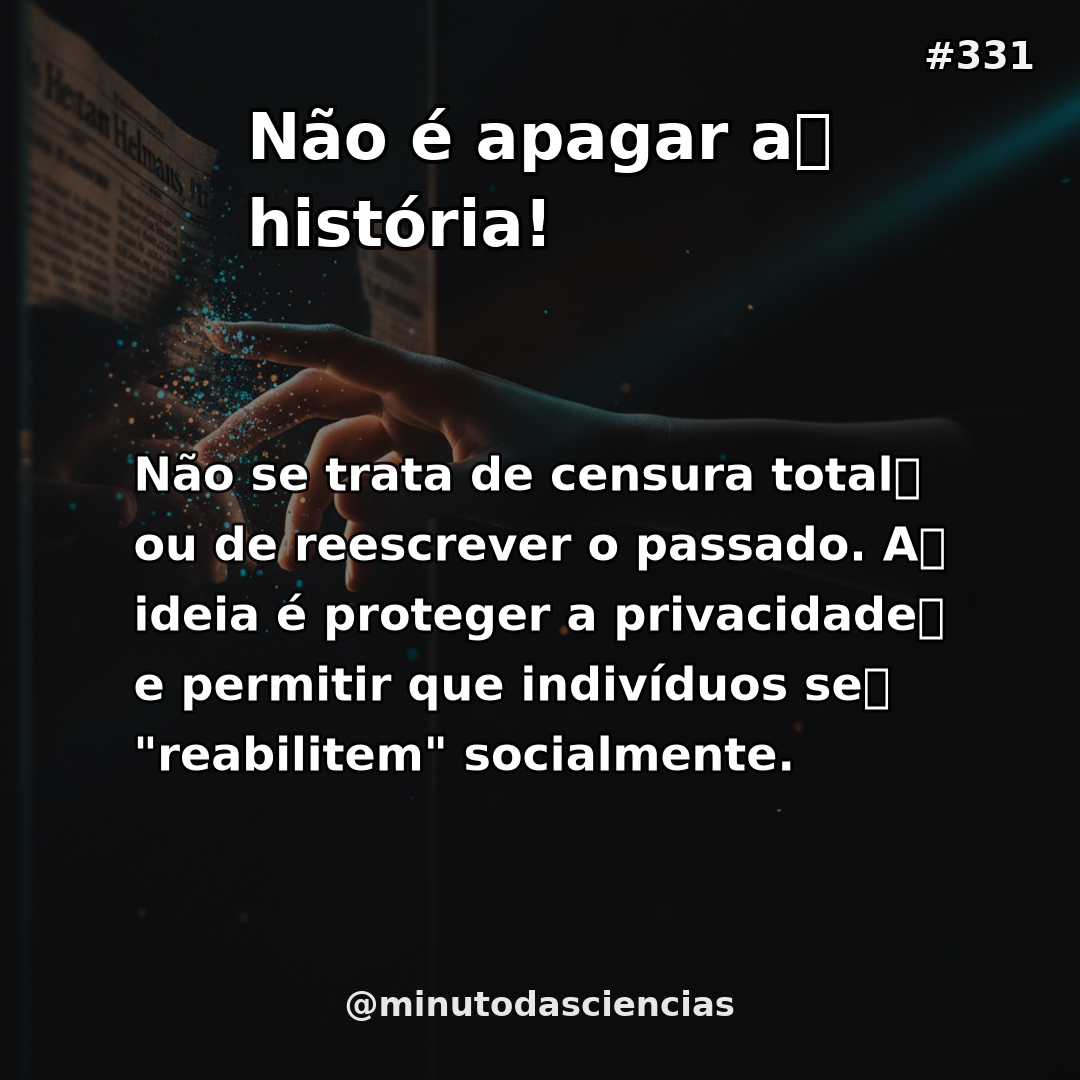 #331
Não é apagar a▯
história!
Não se trata de censura total▯
ou de reescrever o passado. A▯
ideia é proteger a privacidade▯
e permitir que indivíduos se▯
"reabilitem" socialmente.
@minutodasciencias